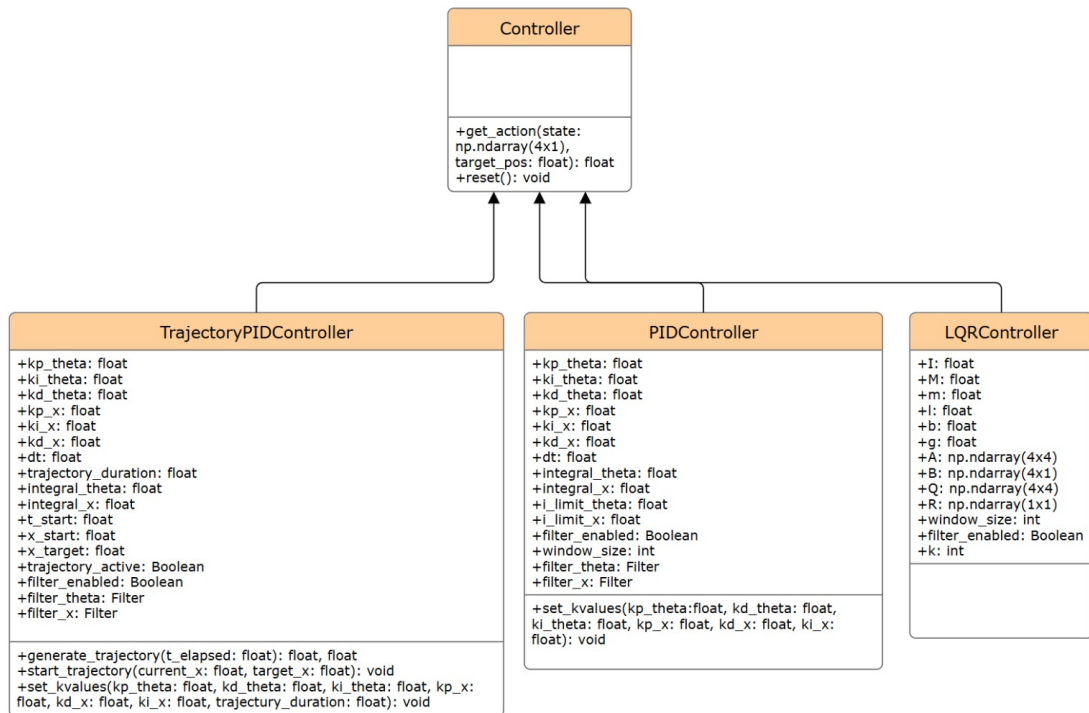 Controller
+get_action(state:
np.ndarray(4x1),
target_pos: float): float
+reset(): void
TrajectoryPIDController
+kp_theta: float
+ki_theta: float
+kd_theta: float
+kp_x: float
+ki_x: float
+kd_x: float
+dt: float
+trajectory_duration: float
+integral_theta: float
+integral_x: float
+t_start: float
+x_start: float
+x_target: float
+trajectory_active: Boolean
+filter_enabled: Boolean
+filter_theta: Filter
+filter_x: Filter
+generate_trajectory(t_elapsed: float): float, float
+start_trajectory(current_x: float, target_x: float): void
+set_kvalues(kp_theta: float, kd_theta: float, ki_theta: float, kp_x:
float, kd_x: float, ki_x: float, trajectury_duration: float): void
PIDController
+kp_theta: float
+ki_theta: float
+kd_theta: float
+kp_x: float
+ki_x: float
+kd_x: float
+dt: float
+integral_theta: float
+integral_x: float
+i_limit_theta: float
+i_limit_x: float
+filter_enabled: Boolean
+window_size: int
+filter_theta: Filter
+filter_x: Filter
+set_kvalues(kp_theta:float, kd_theta: float,
ki_theta: float, kp_x: float, kd_x: float, ki_x:
float): void
LQRController
+I: float
+M: float
+m: float
+l: float
+b: float
+g: float
+A: np.ndarray(4x4)
+B: np.ndarray(4x1)
+Q: np.ndarray(4x4)
+R: np.ndarray(1x1)
+window_size: int
+filter_enabled: Boolean
+k: int